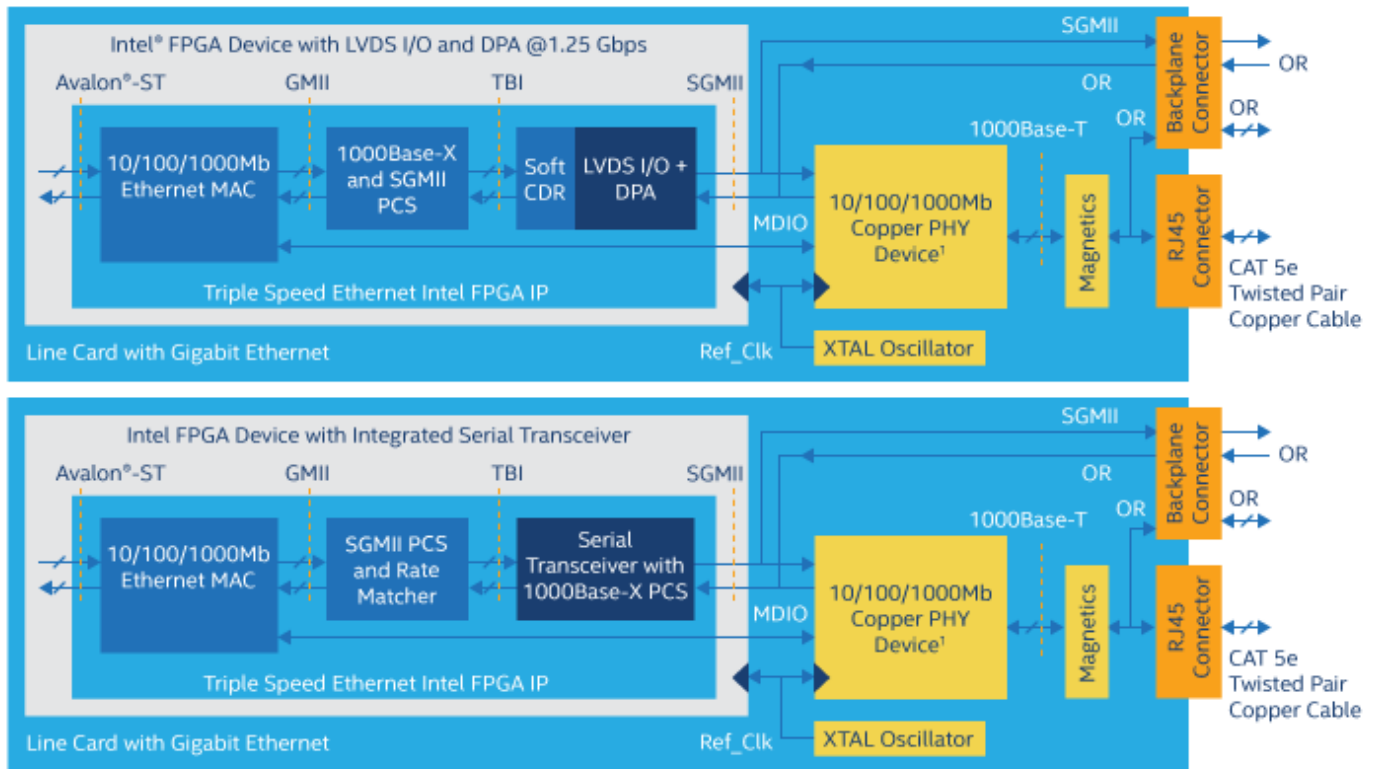 Intel® FPGA Device with LVDS I/O and DPA @1.25 Gbps
SGMII
Avalon®-ST
GMII
TBI
SGMII
OR
OR
OR
OR
Backplane
Connector
1000Base-T
10/100/1000Mb
Ethernet MAC
1000Base-X
and SGMII
PCS
Soft
CDR
LVDS I/O +
DPA
MDIO
10/100/1000Mb
Copper PHY
Device¹
Magnetics
RJ45
Connector
CAT 5e
Twisted Pair
Copper Cable
Triple Speed Ethernet Intel FPGA IP
Line Card with Gigabit Ethernet
Ref_Clk
XTAL Oscillator
Intel FPGA Device with Integrated Serial Transceiver
SGMII
Avalon®-ST
GMII
TBI
SGMII
OR
OR
OR
OR
Backplane
Connector
1000Base-T
10/100/1000Mb
Ethernet MAC
SGMII PCS
and Rate
Matcher
Serial
Transceiver with
1000Base-X PCS
MDIO
10/100/1000Mb
Copper PHY
Device¹
Magnetics
RJ45
Connector
CAT 5e
Twisted Pair
Copper Cable
Triple Speed Ethernet Intel FPGA IP
Line Card with Gigabit Ethernet
Ref_Clk
XTAL Oscillator